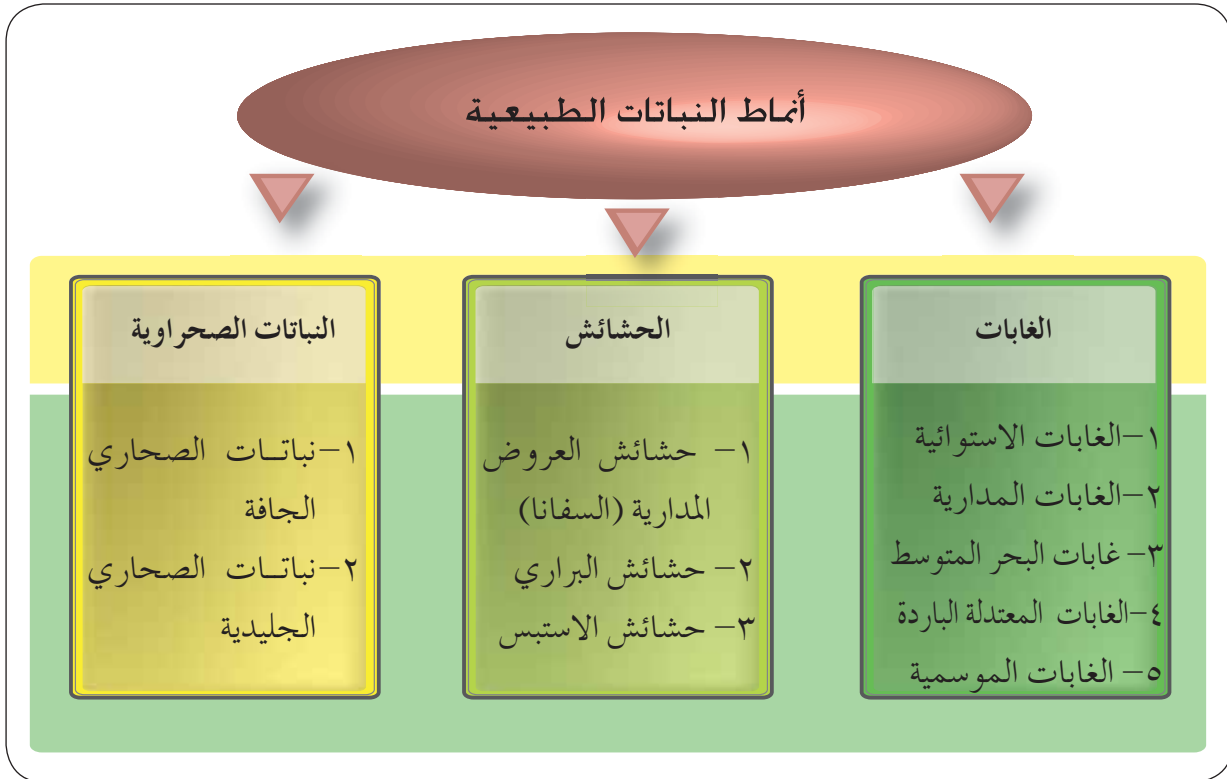 أنماط النباتات الطبيعية
الغابات
١-الغابات الاستوائية
٢-الغابات المدارية
٣- غابات البحر المتوسط
٤-الغابات المعتدلة الباردة
٥- الغابات الموسمية
الحشائش
١- حشائش العروض
المدارية (السفانا)
٢- حشائش البراري
٣- حشائش الاستبس
النباتات الصحراوية
١-نباتات الصحاري
الجافة
٢-نباتات الصحاري
الجليدية